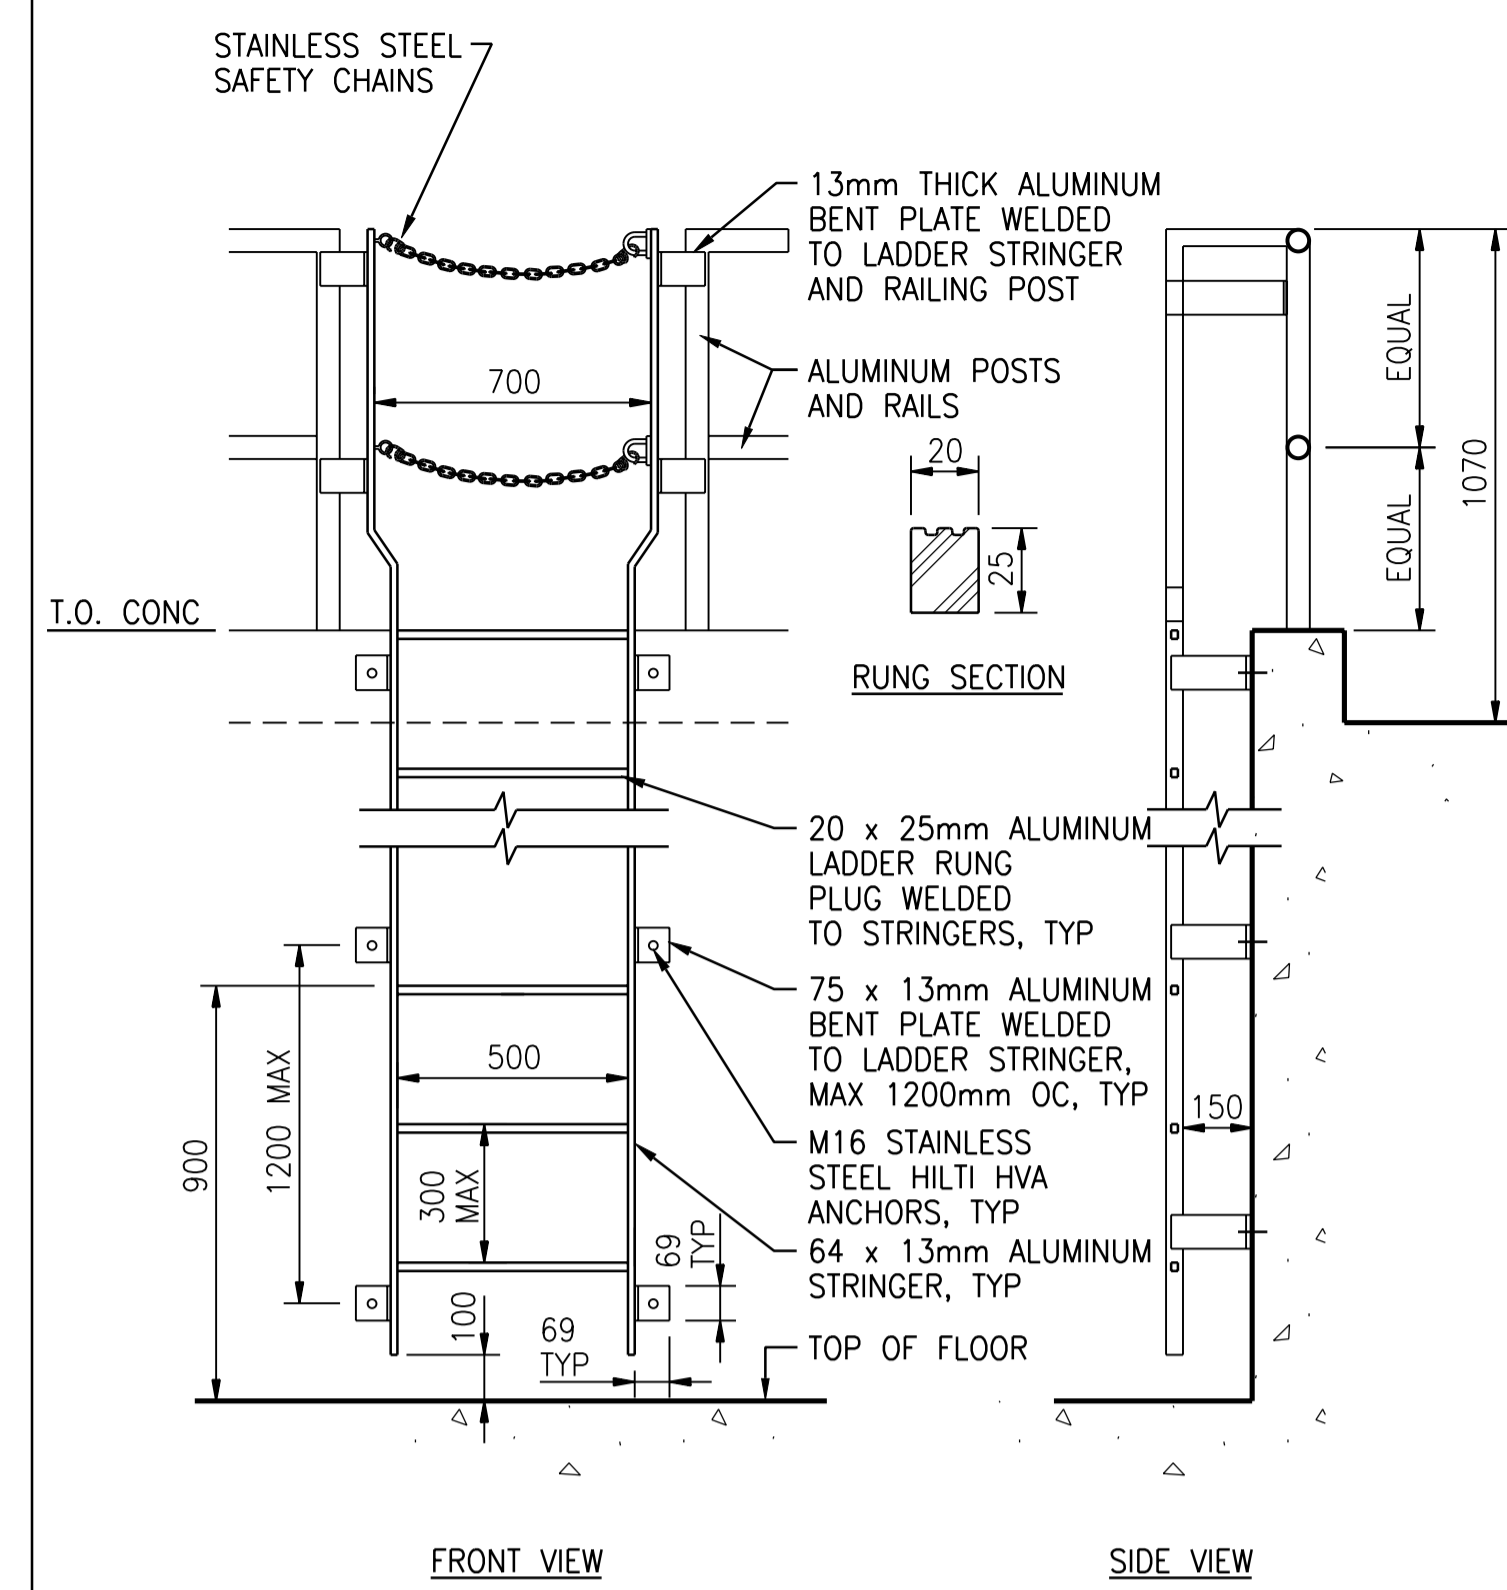 STAINLESS STEEL
SAFETY CHAINS
13mm THICK ALUMINUM
BENT PLATE WELDED
TO LADDER STRINGER
AND RAILING POST
700
ALUMINUM POSTS
AND RAILS
20
25
RUNG SECTION
EQUAL
EQUAL
1070
T.O. CONC
20 x 25mm ALUMINUM
LADDER RUNG
PLUG WELDED
TO STRINGERS, TYP
75 x 13mm ALUMINUM
BENT PLATE WELDED
TO LADDER STRINGER,
MAX 1200mm OC, TYP
M16 STAINLESS
STEEL HILTI HVA
ANCHORS, TYP
64 x 13mm ALUMINUM
STRINGER, TYP
TOP OF FLOOR
900
1200 MAX
500
300
MAX
100
69
TYP
69
TYP
150
FRONT VIEW
SIDE VIEW